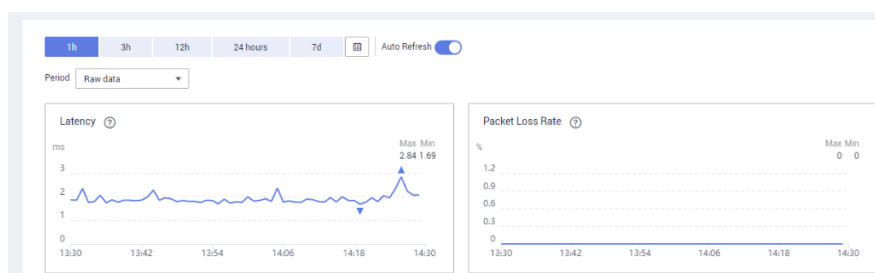 1h 3h 12h 24 hours 7d Auto Refresh
Period Raw data
Latency ?
ms
Max Min
2.84 1.69
3
2
1
0
13:30 13:42 13:54 14:06 14:18 14:30
Packet Loss Rate ?
%
Max Min
0 0
1.2
0.9
0.6
0.3
0
13:30 13:42 13:54 14:06 14:18 14:30